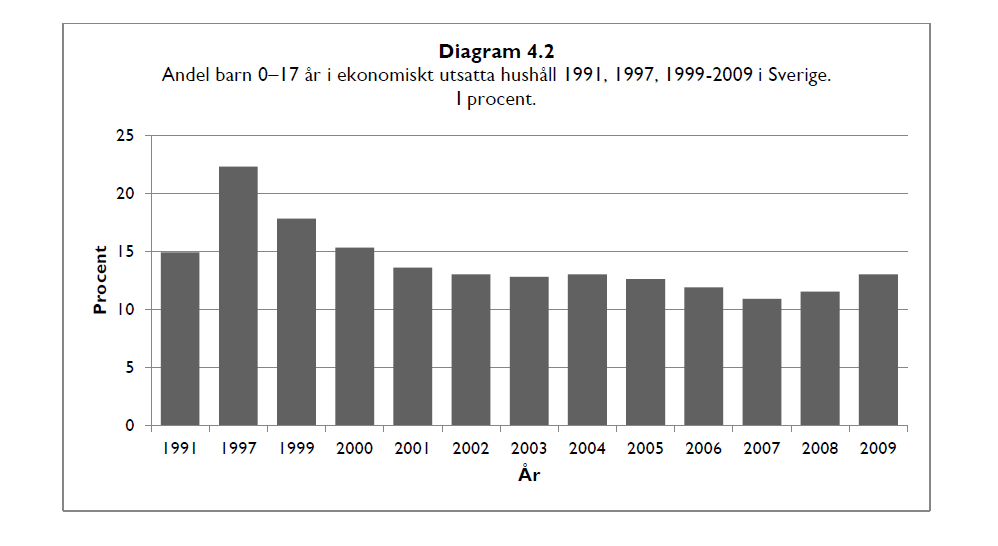 Diagram 4.2
Andel barn 0–17 år i ekonomiskt utsatta hushåll 1991, 1997, 1999-2009 i Sverige.
I procent.
25
20
15
10
5
0
Procent
1991 1997 1999 2000 2001 2002 2003 2004 2005 2006 2007 2008 2009
År